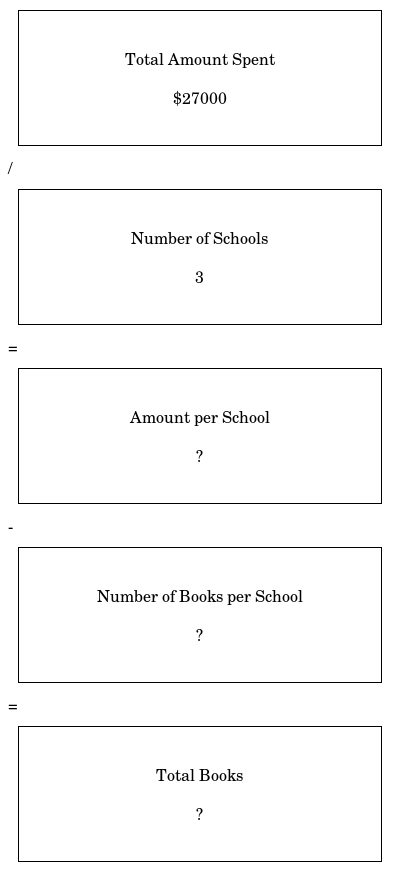 Total Amount Spent
$27000
/
Number of Schools
3
=
Amount per School
?
-
Number of Books per School
?
=
Total Books
?